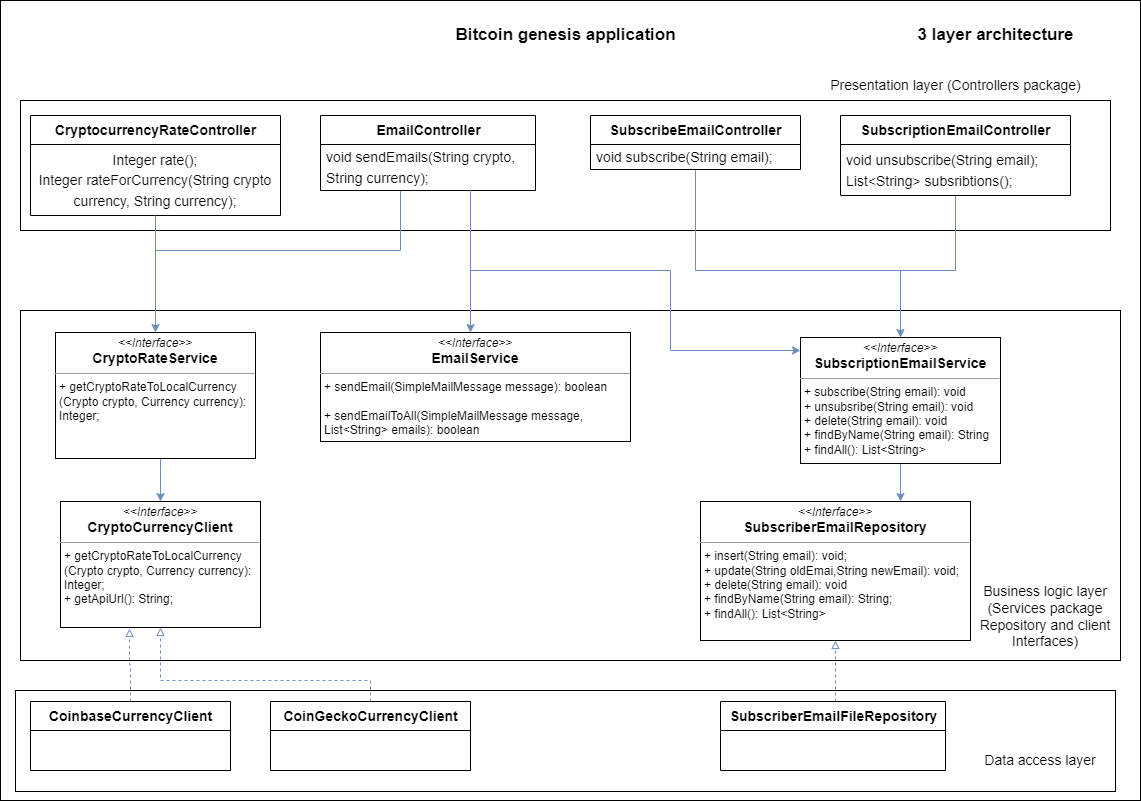 Bitcoin genesis application
3 layer architecture
Presentation layer (Controllers package)
CryptocurrencyRateController
Integer rate();
Integer rateForCurrency(String crypto
currency, String currency);
EmailController
void sendEmails(String crypto,
String currency);
SubscribeEmailController
void subscribe(String email);
SubscriptionEmailController
void unsubscribe(String email);
List<String> subsribtions();
<<Interface>>
CryptoRateService
+ getCryptoRateToLocalCurrency
(Crypto crypto, Currency currency):
Integer;
<<Interface>>
EmailService
+ sendEmail(SimpleMailMessage message): boolean
+ sendEmailToAll(SimpleMailMessage message,
List<String> emails): boolean
<<Interface>>
SubscriptionEmailService
+ subscribe(String email): void
+ unsubsribe(String email): void
+ delete(String email): void
+ findByName(String email): String
+ findAll(): List<String>
<<Interface>>
CryptoCurrencyClient
+ getCryptoRateToLocalCurrency
(Crypto crypto, Currency currency):
Integer;
+ getApiUrl(): String;
<<Interface>>
SubscriberEmailRepository
+ insert(String email): void;
+ update(String oldEmai,String newEmail): void;
+ delete(String email): void
+ findByName(String email): String;
+ findAll(): List<String>
Business logic layer
(Services package
Repository and client
Interfaces)
CoinbaseCurrencyClient
CoinGeckoCurrencyClient
SubscriberEmailFileRepository
Data access layer